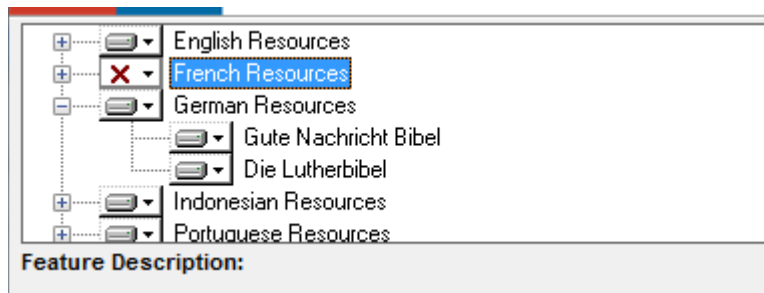 English Resources
French Resources
German Resources
Gute Nachricht Bibel
Die Lutherbibel
Indonesian Resources
Portuguese Resources
Feature Description: